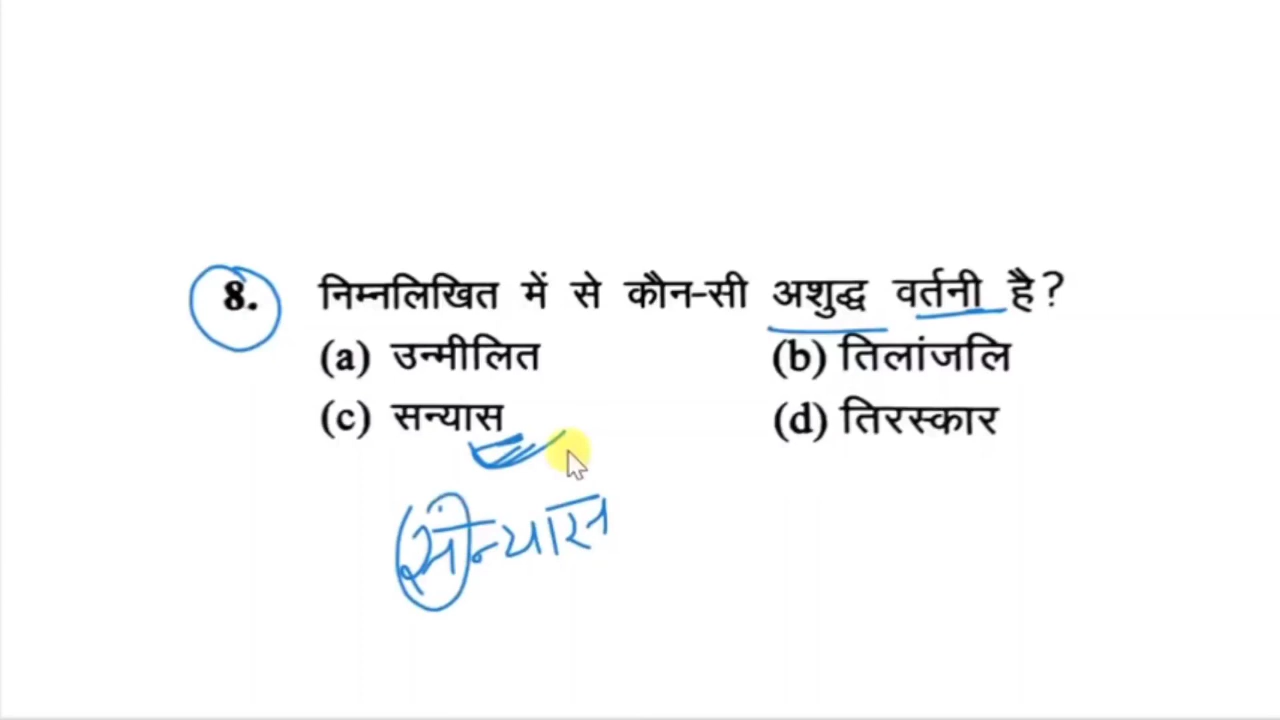 8. निम्नलिखित में से कौन-सी अशुद्ध वर्तनी है?
(a) उन्मीलित (b) तिलांजलि
(c) सन्यास (d) तिरस्कार
संन्यास